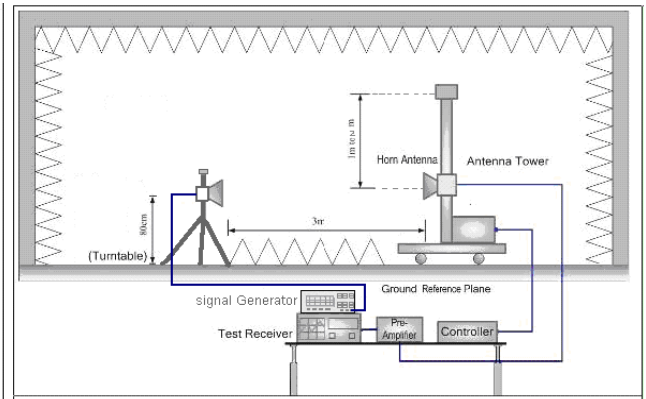 1m to 2 m
Horn Antenna
Antenna Tower
80cm
3m
(Turntable)
Ground Reference Plane
signal Generator
Test Receiver
Pre-
Amplifier
Controller